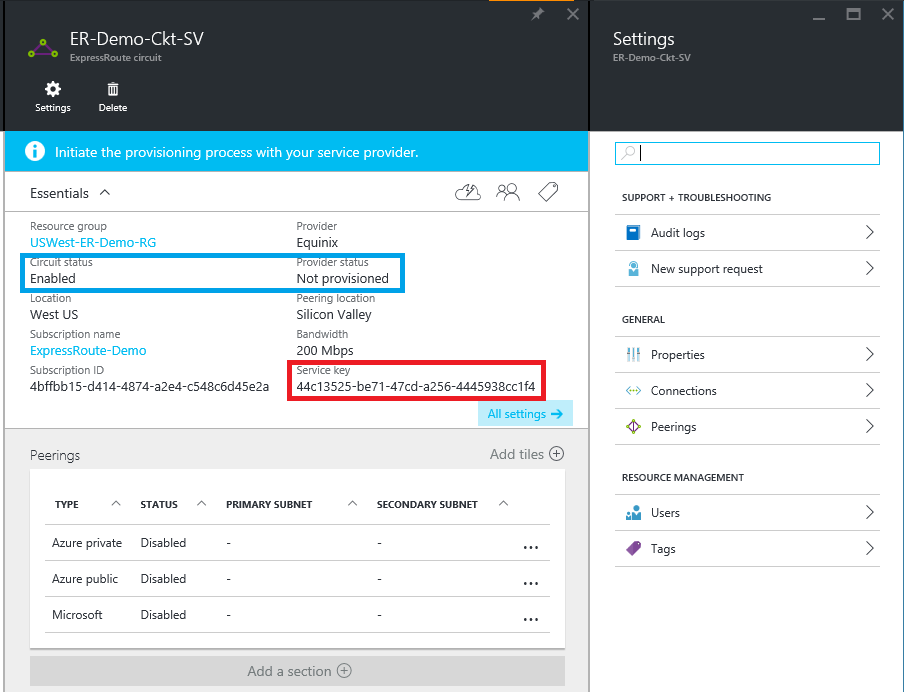 ER-Demo-Ckt-SV
ExpressRoute circuit
Settings
Delete
Initiate the provisioning process with your service provider.
Essentials
Resource group
USWest-ER-Demo-RG
Provider
Equinix
Circuit status
Enabled
Provider status
Not provisioned
Location
West US
Peering location
Silicon Valley
Subscription name
ExpressRoute-Demo
Bandwidth
200 Mbps
Subscription ID
4bffbb15-d414-4874-a2e4-c548c6d45e2a
Service key
44c13525-be71-47cd-a256-4445938cc1f4
All settings
Peerings
Add tiles
TYPE STATUS PRIMARY SUBNET SECONDARY SUBNET
Azure private Disabled - - ...
Azure public Disabled - - ...
Microsoft Disabled - - ...
Add a section
Settings
ER-Demo-Ckt-SV
SUPPORT + TROUBLESHOOTING
Audit logs
New support request
GENERAL
Properties
Connections
Peerings
RESOURCE MANAGEMENT
Users
Tags